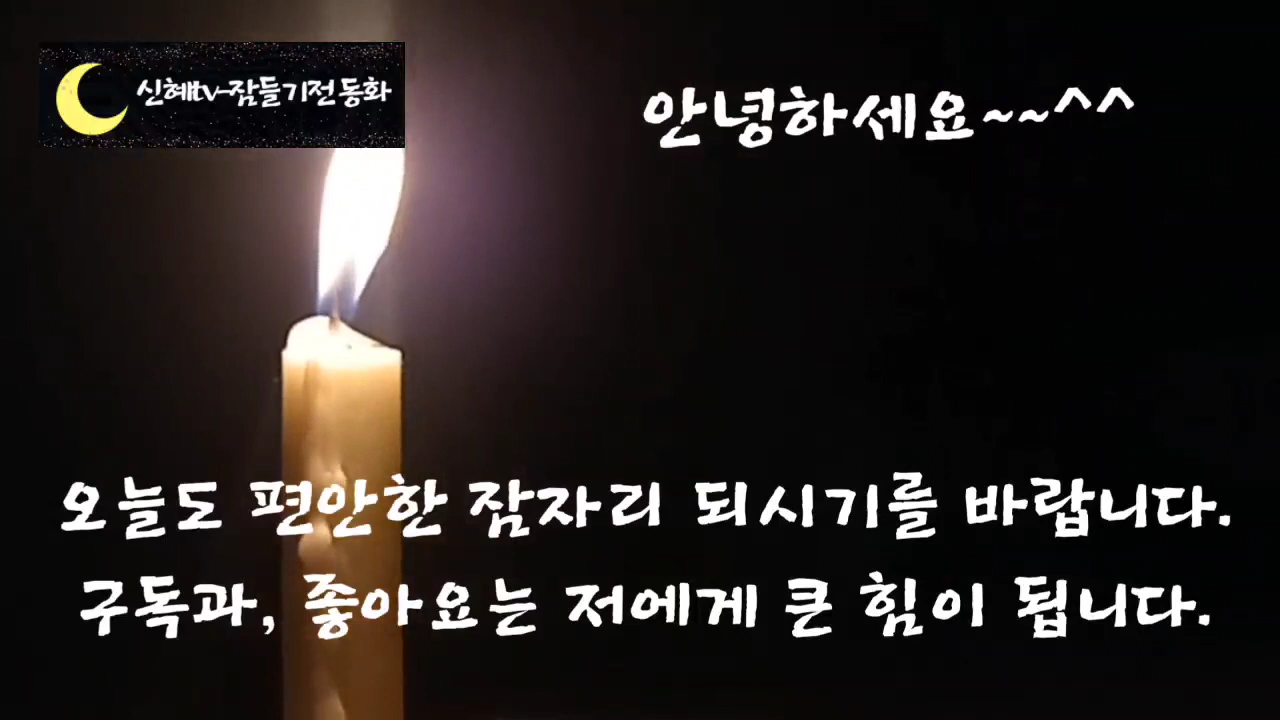 신혜tv-잠들기전 동화
안녕하세요~~^^
오늘도 편안한 잠자리 되시기를 바랍니다.
구독과, 좋아요는 저에게 큰 힘이 됩니다.